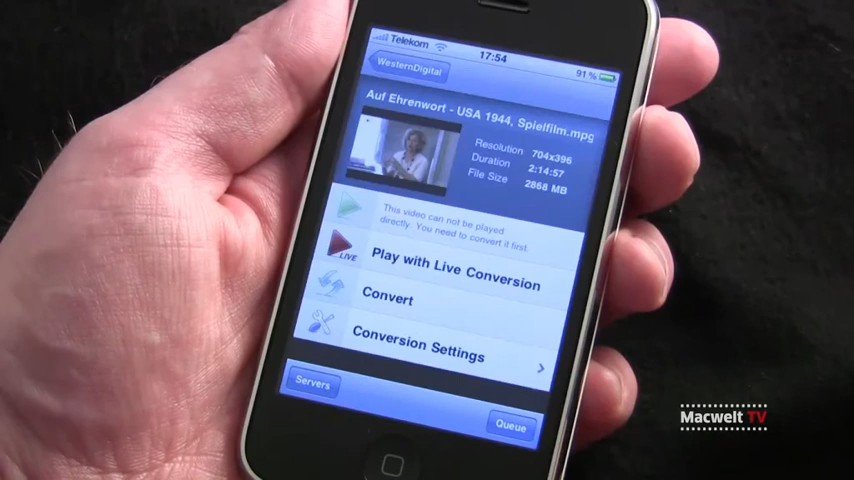 Telekom
17:54
91 %
WesternDigital
Auf Ehrenwort - USA 1944, Spielfilm.mpg
Resolution 704x396
Duration 2:14:57
File Size 2868 MB
This video can not be played
directly. You need to convert it first.
LIVE
Play with Live Conversion
Convert
Conversion Settings
Servers
Queue
Macwelt TV